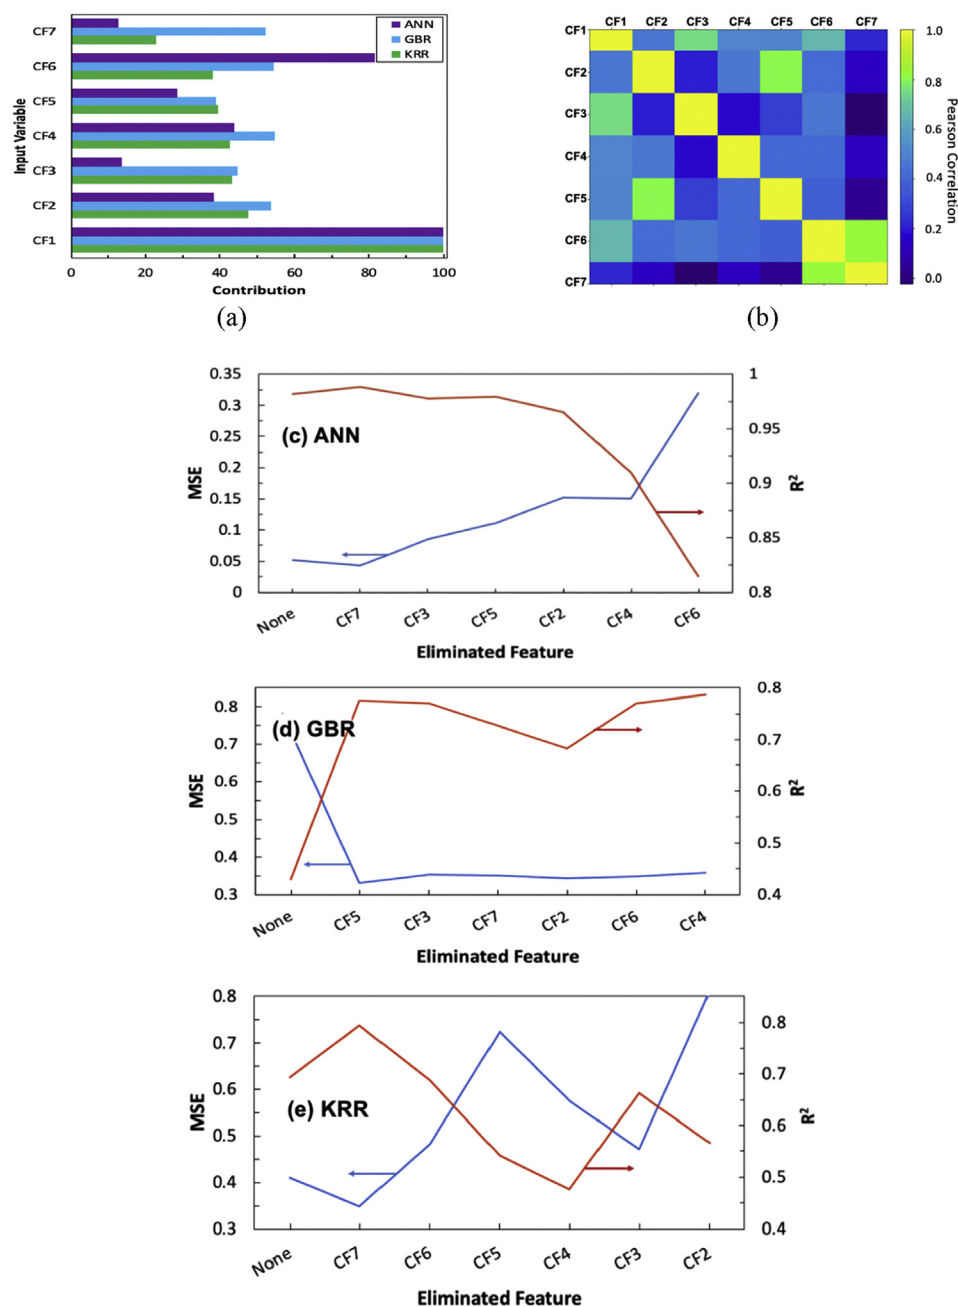 ANN
GBR
KRR
CF7
CF6
CF5
CF4
CF3
CF2
CF1
Input Variable
0 20 40 60 80 100
Contribution
(a)
CF1 CF2 CF3 CF4 CF5 CF6 CF7
CF1
CF2
CF3
CF4
CF5
CF6
CF7
1.0
0.8
0.6
0.4
0.2
0.0
Pearson Correlation
(b)
0.35
0.3
0.25
0.2
0.15
0.1
0.05
0
MSE
(c) ANN
1
0.95
0.9
0.85
0.8
R2
None CF7 CF3 CF5 CF2 CF4 CF6
Eliminated Feature
0.8
0.7
0.6
0.5
0.4
0.3
MSE
(d) GBR
0.8
0.7
0.6
0.5
0.4
R2
None CF5 CF3 CF7 CF2 CF6 CF4
Eliminated Feature
0.8
0.7
0.6
0.5
0.4
0.3
MSE
(e) KRR
0.8
0.7
0.6
0.5
0.4
R2
None CF7 CF6 CF5 CF4 CF3 CF2
Eliminated Feature